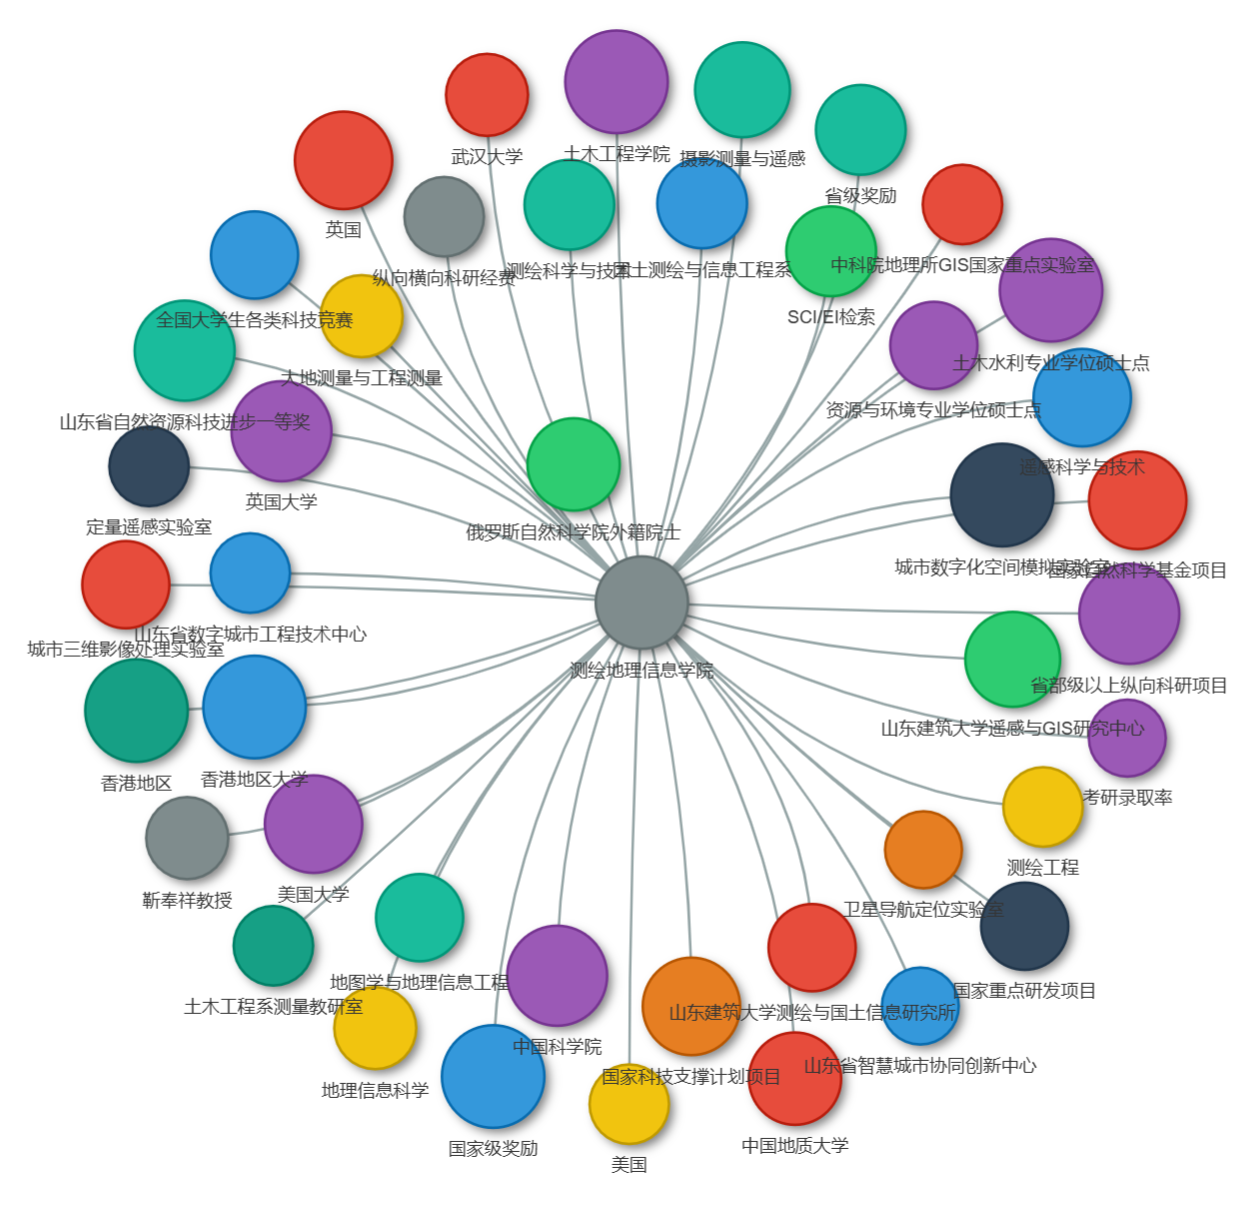 武汉大学
土木工程学院
摄影测量与遥感
省级奖励
英国
纵向横向科研经费
测绘科学与技术
国土测绘与信息工程系
中科院地理所GIS国家重点实验室
全国大学生各类科技竞赛
SCI/EI检索
土木水利专业学位硕士点
大地测量与工程测量
资源与环境专业学位硕士点
山东省自然资源科技进步一等奖
遥感科学与技术
英国大学
定量遥感实验室
俄罗斯自然科学院外籍院士
城市数字化空间模拟实验室
国家自然科学基金项目
山东省数字城市工程技术中心
城市三维影像处理实验室
测绘地理信息学院
省部级以上纵向科研项目
山东建筑大学遥感与GIS研究中心
香港地区
香港地区大学
考研录取率
测绘工程
美国大学
靳奉祥教授
卫星导航定位实验室
地图学与地理信息工程
国家重点研发项目
土木工程系测量教研室
山东建筑大学测绘与国土信息研究所
中国科学院
山东省智慧城市协同创新中心
国家科技支撑计划项目
地理信息科学
国家级奖励
中国地质大学
美国